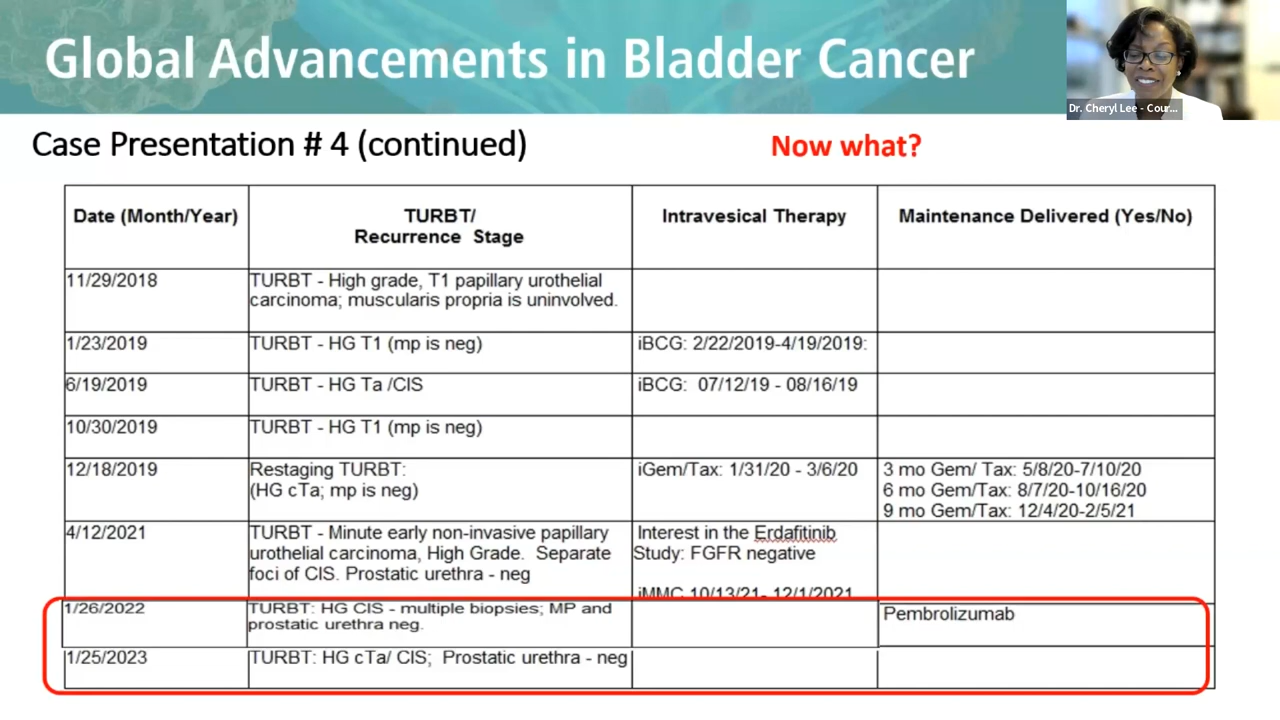 Global Advancements in Bladder Cancer
Dr. Cheryl Lee - Cour...
Case Presentation # 4 (continued)
Now what?
Date (Month/Year)
TURBT/
Recurrence Stage
Intravesical Therapy
Maintenance Delivered (Yes/No)
11/29/2018
TURBT - High grade, T1 papillary urothelial
carcinoma; muscularis propria is uninvolved.
1/23/2019
TURBT - HG T1 (mp is neg)
iBCG: 2/22/2019-4/19/2019:
6/19/2019
TURBT - HG Ta /CIS
iBCG: 07/12/19 - 08/16/19
10/30/2019
TURBT - HG T1 (mp is neg)
12/18/2019
Restaging TURBT:
(HG cTa; mp is neg)
iGem/Tax: 1/31/20 - 3/6/20
3 mo Gem/ Tax: 5/8/20-7/10/20
6 mo Gem/Tax: 8/7/20-10/16/20
9 mo Gem/Tax: 12/4/20-2/5/21
4/12/2021
TURBT - Minute early non-invasive papillary
urothelial carcinoma, High Grade. Separate
foci of CIS. Prostatic urethra - neg
Interest in the Erdafitinib
Study: FGFR negative
iMMC 10/13/21- 12/1/2021
1/26/2022
TURBT: HG CIS - multiple biopsies; MP and
prostatic urethra neg.
Pembrolizumab
1/25/2023
TURBT: HG cTa/ CIS; Prostatic urethra - neg